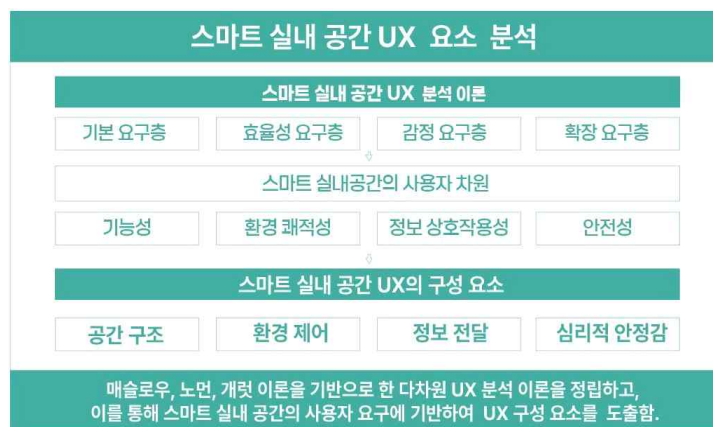 스마트 실내 공간 UX 요소 분석
스마트 실내 공간 UX 분석 이론
기본 요구층 효율성 요구층 감정 요구층 확장 요구층
스마트 실내공간의 사용자 차원
기능성 환경 쾌적성 정보 상호작용성 안전성
스마트 실내 공간 UX의 구성 요소
공간 구조 환경 제어 정보 전달 심리적 안정감
매슬로우, 노먼, 개럿 이론을 기반으로 한 다차원 UX 분석 이론을 정립하고,
이를 통해 스마트 실내 공간의 사용자 요구에 기반하여 UX 구성 요소를 도출함.